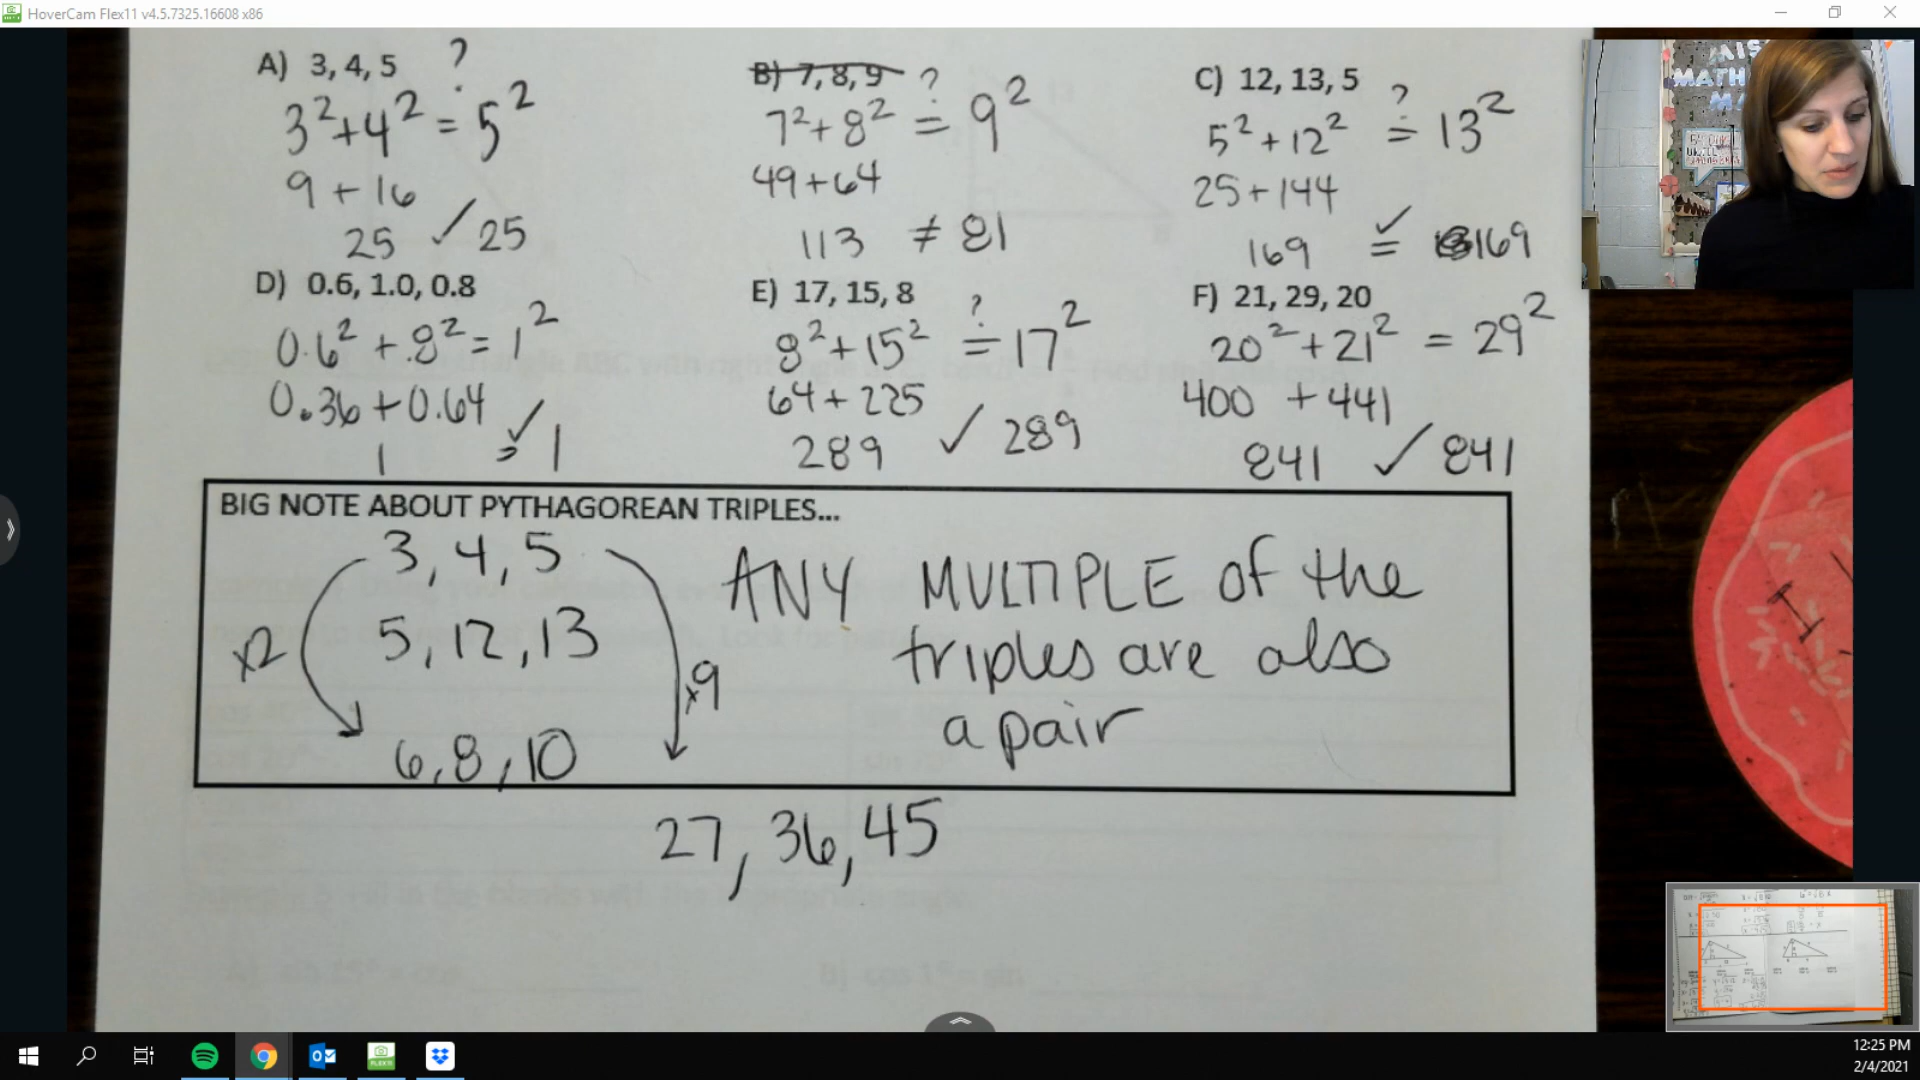 HoverCam Flex11 v4.5.7325.16608 x86
A) 3, 4, 5
3² + 4² ≟ 5²
9 + 16
25 ✓ 25
B) 7, 8, 9
7² + 8² ≟ 9²
49 + 64
113 ≠ 81
C) 12, 13, 5
5² + 12² ≟ 13²
25 + 144
169 = ✓ 169
D) 0.6, 1.0, 0.8
0.6² + .8² = 1²
0.36 + 0.64
1 = ✓ 1
E) 17, 15, 8
8² + 15² ≟ 17²
64 + 225
289 ✓ 289
F) 21, 29, 20
20² + 21² = 29²
400 + 441
841 ✓ 841
BIG NOTE ABOUT PYTHAGOREAN TRIPLES...
3, 4, 5
5, 12, 13
x2
x9
6, 8, 10
ANY MULTIPLE of the
triples are also
a pair
27, 36, 45
MATH
12:25 PM
2/4/2021